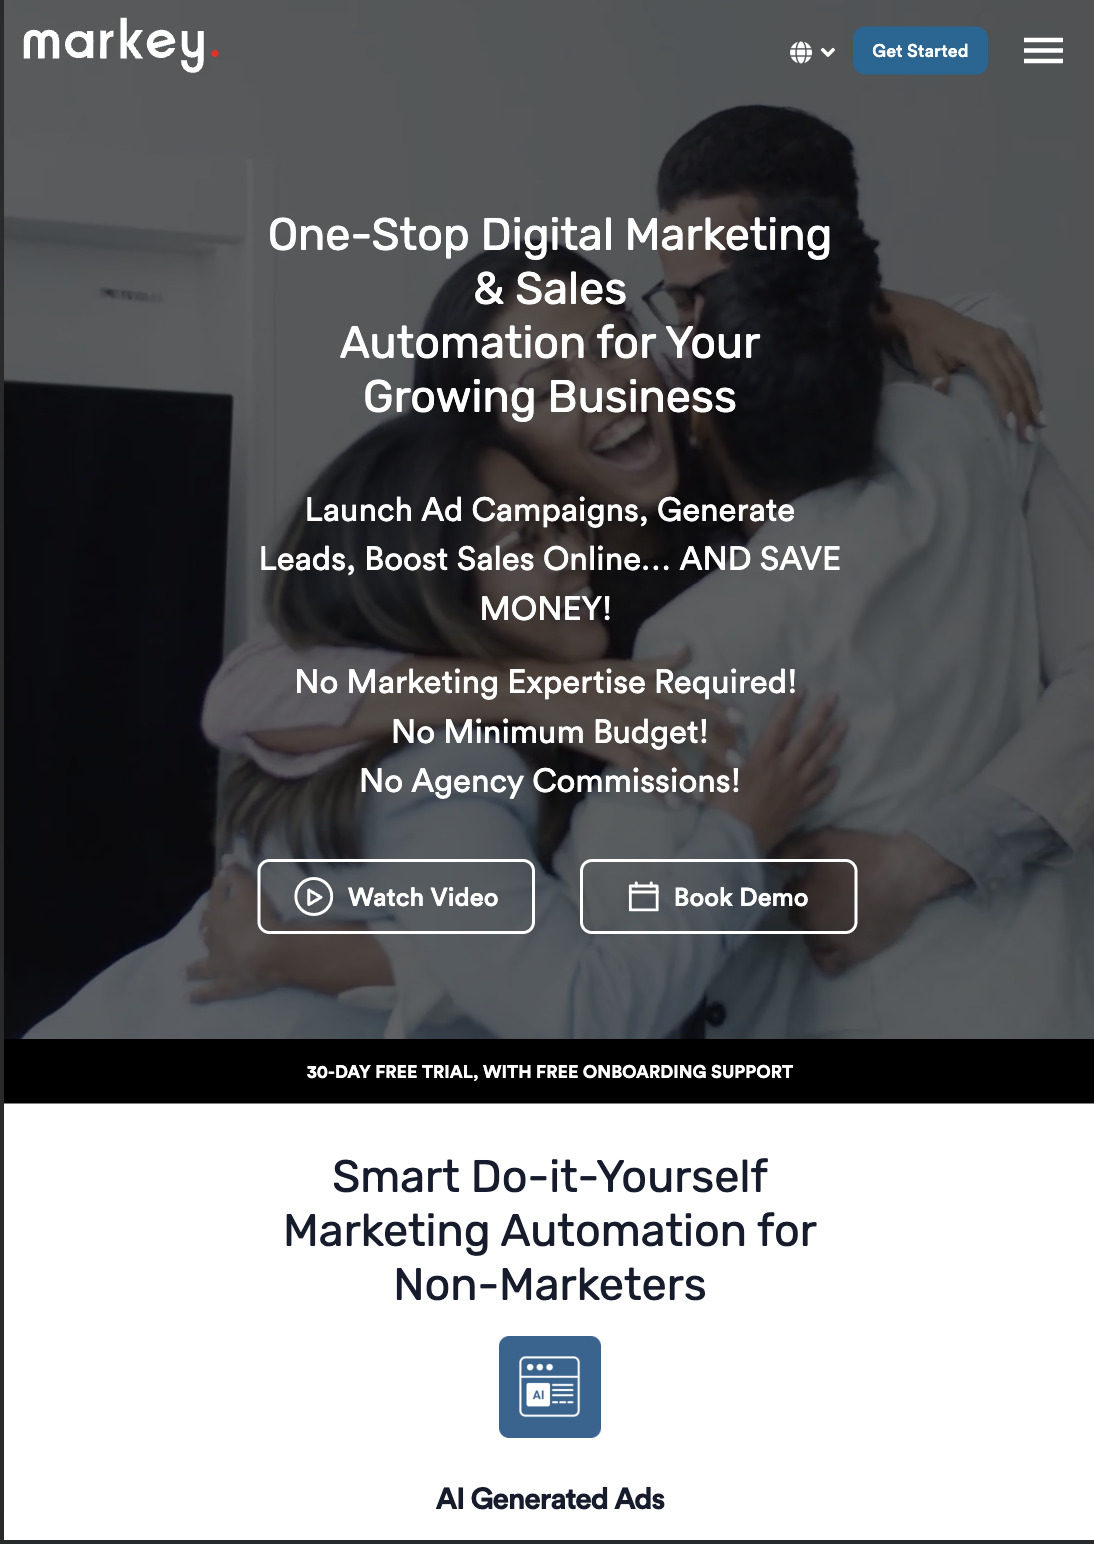 markey.
Get Started
One-Stop Digital Marketing
& Sales
Automation for Your
Growing Business
Launch Ad Campaigns, Generate
Leads, Boost Sales Online... AND SAVE
MONEY!
No Marketing Expertise Required!
No Minimum Budget!
No Agency Commissions!
Watch Video
Book Demo
30-DAY FREE TRIAL, WITH FREE ONBOARDING SUPPORT
Smart Do-it-Yourself
Marketing Automation for
Non-Marketers
AI
AI Generated Ads